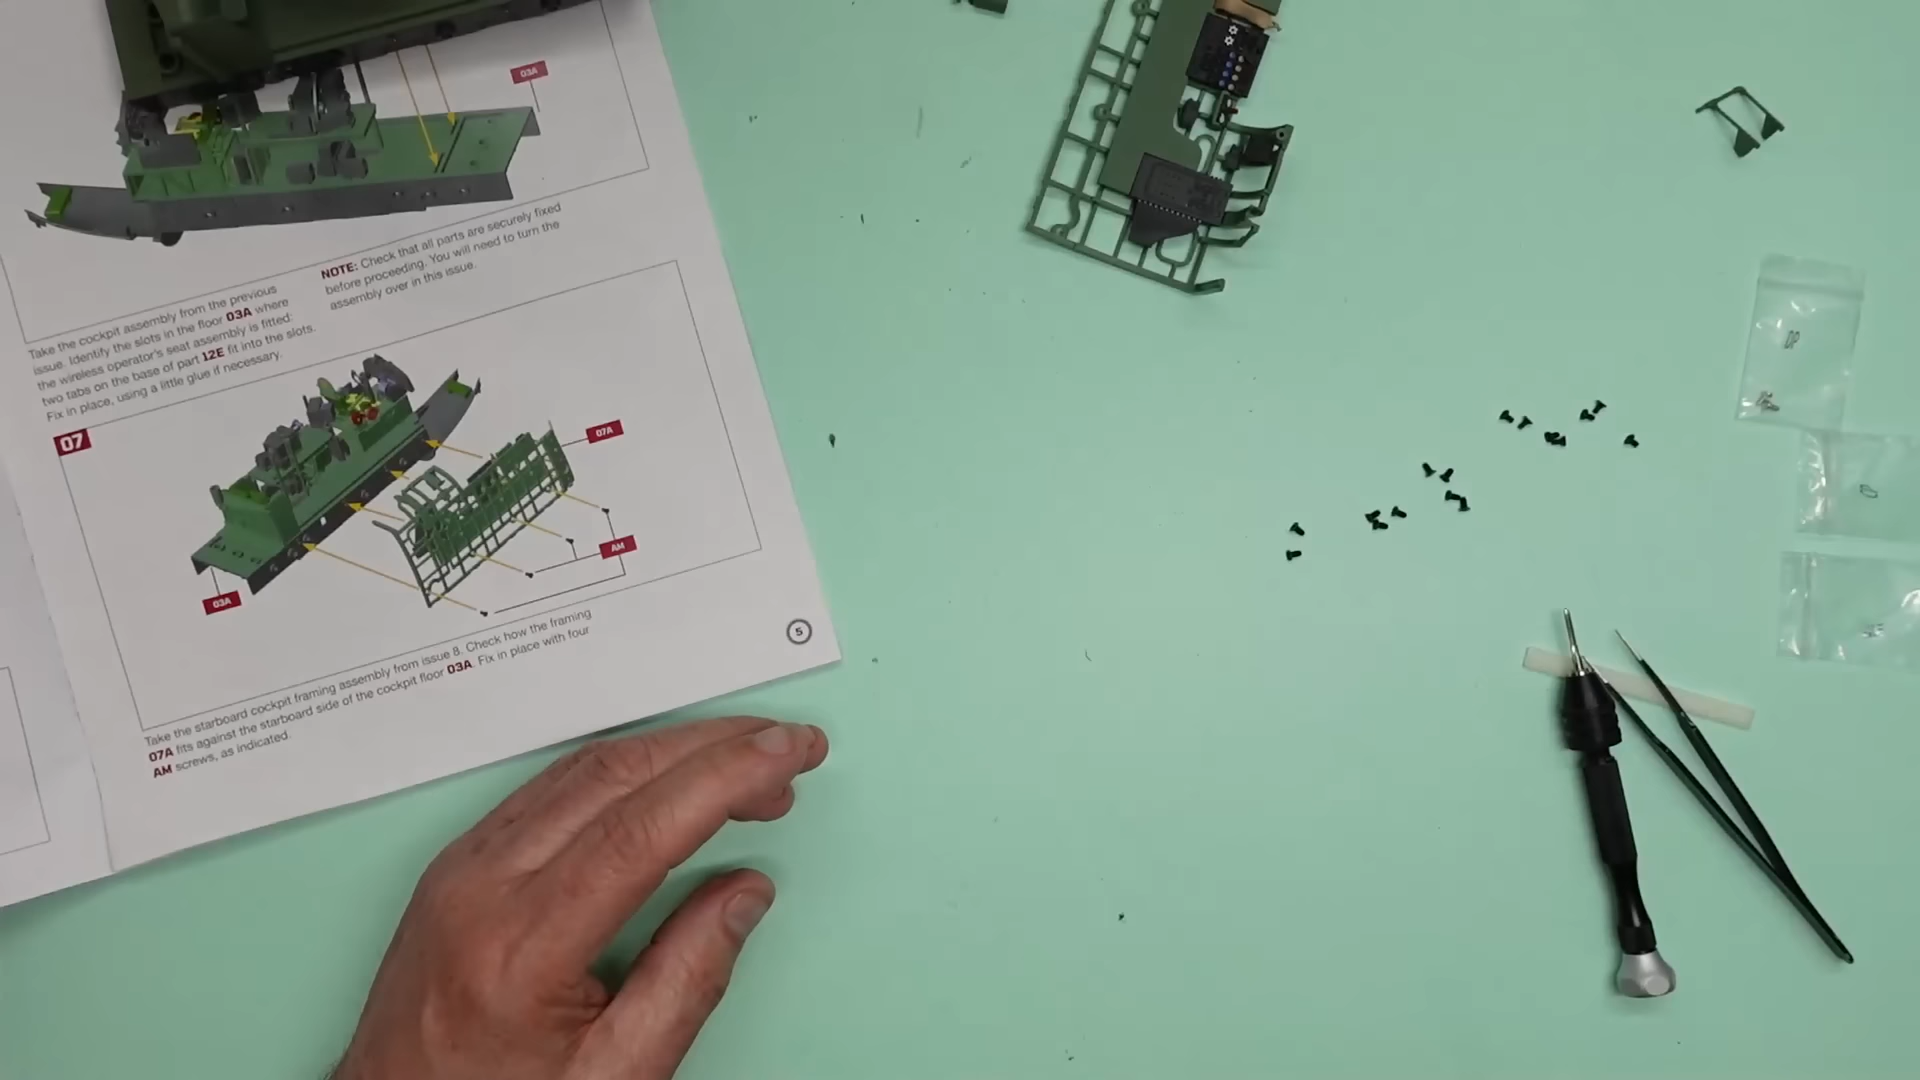 03A
Take the cockpit assembly from the previous
issue. Identify the slots in the floor 03A where
the wireless operator's seat assembly is fitted:
two tabs on the base of part 12E fit into the slots.
Fix in place, using a little glue if necessary.
NOTE: Check that all parts are securely fixed
before proceeding. You will need to turn the
assembly over in this issue.
07
07A
AM
03A
Take the starboard cockpit framing assembly from issue 8. Check how the framing
07A fits against the starboard side of the cockpit floor 03A. Fix in place with four
AM screws, as indicated.
5